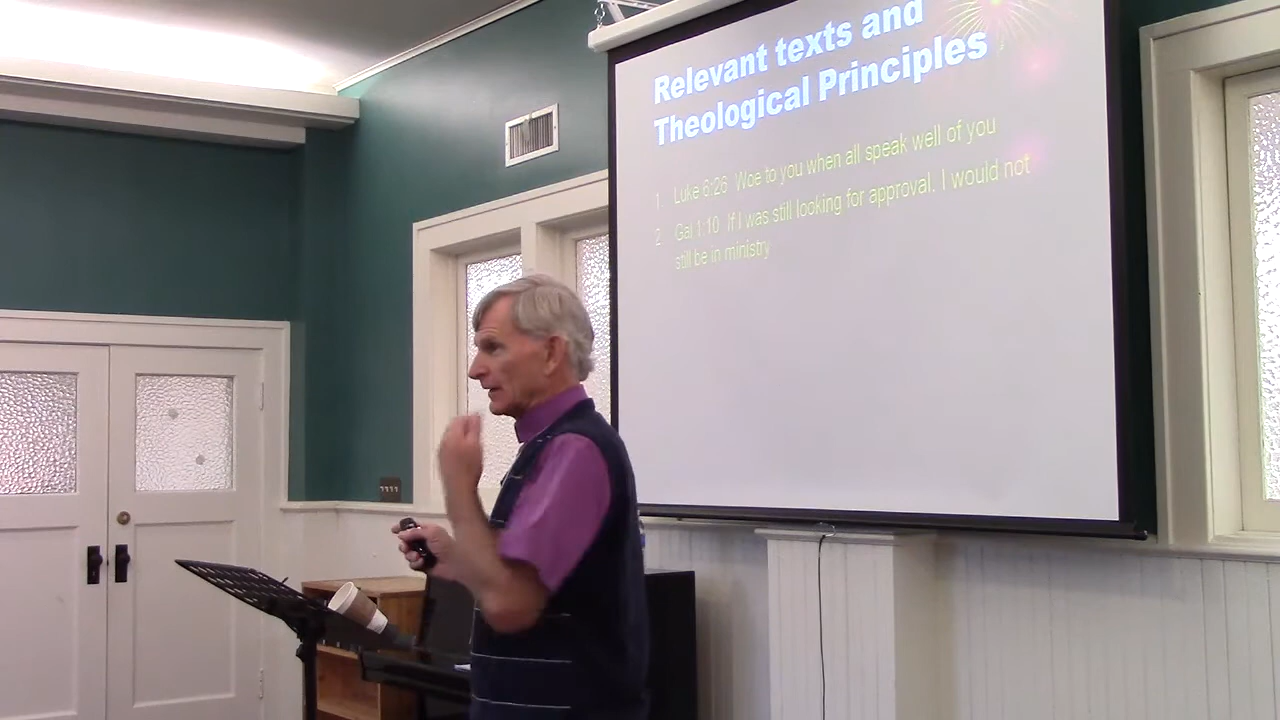 Relevant texts and
Theological Principles
1. Luke 6:26 Woe to you when all speak well of you
2. Gal 1:10 If I was still looking for approval. I would not
still be in ministry